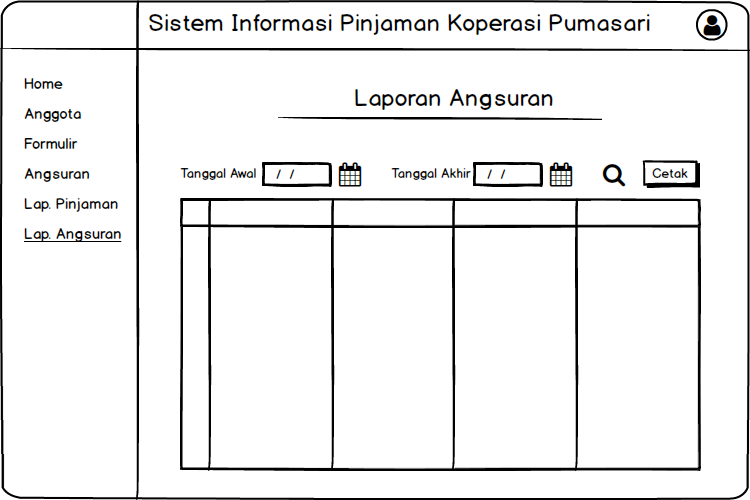 Sistem Informasi Pinjaman Koperasi Pumasari
Home
Anggota
Formulir
Angsuran
Lap. Pinjaman
Lap. Angsuran
Laporan Angsuran
Tanggal Awal / / Tanggal Akhir / / Cetak